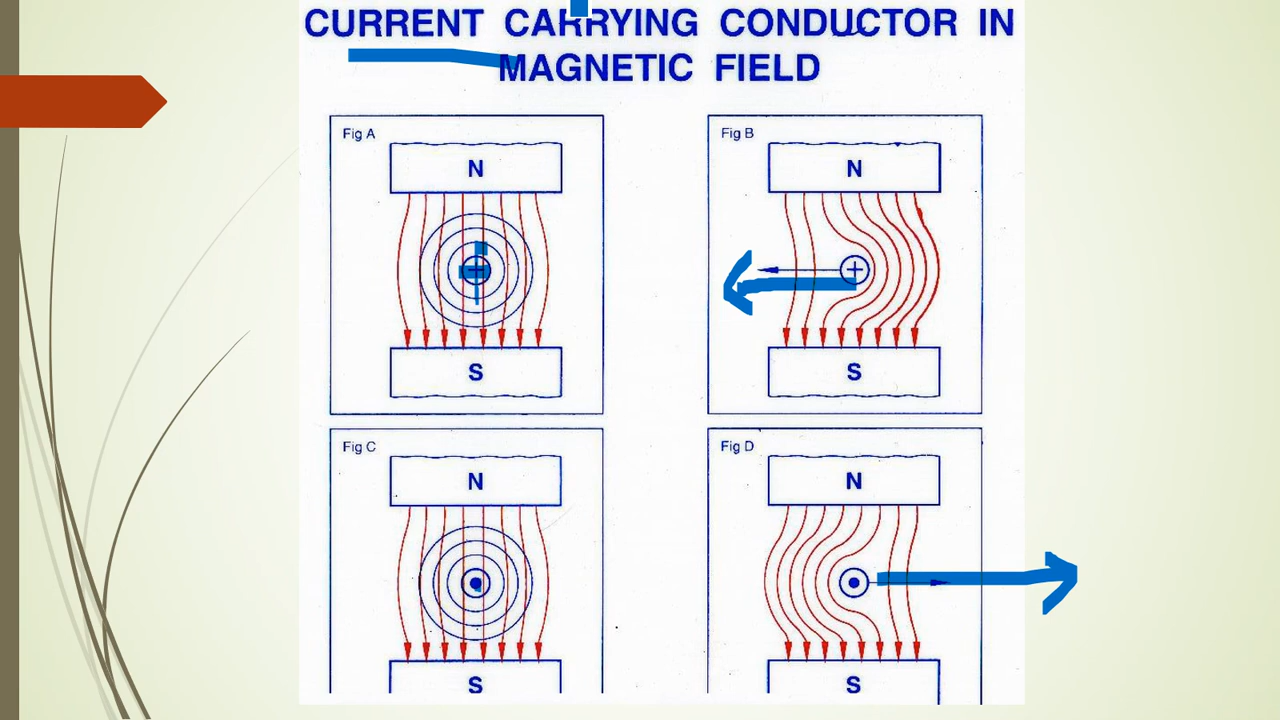 CURRENT CARRYING CONDUCTOR IN
MAGNETIC FIELD
Fig A
N
S
Fig B
N
S
Fig C
N
S
Fig D
N
S